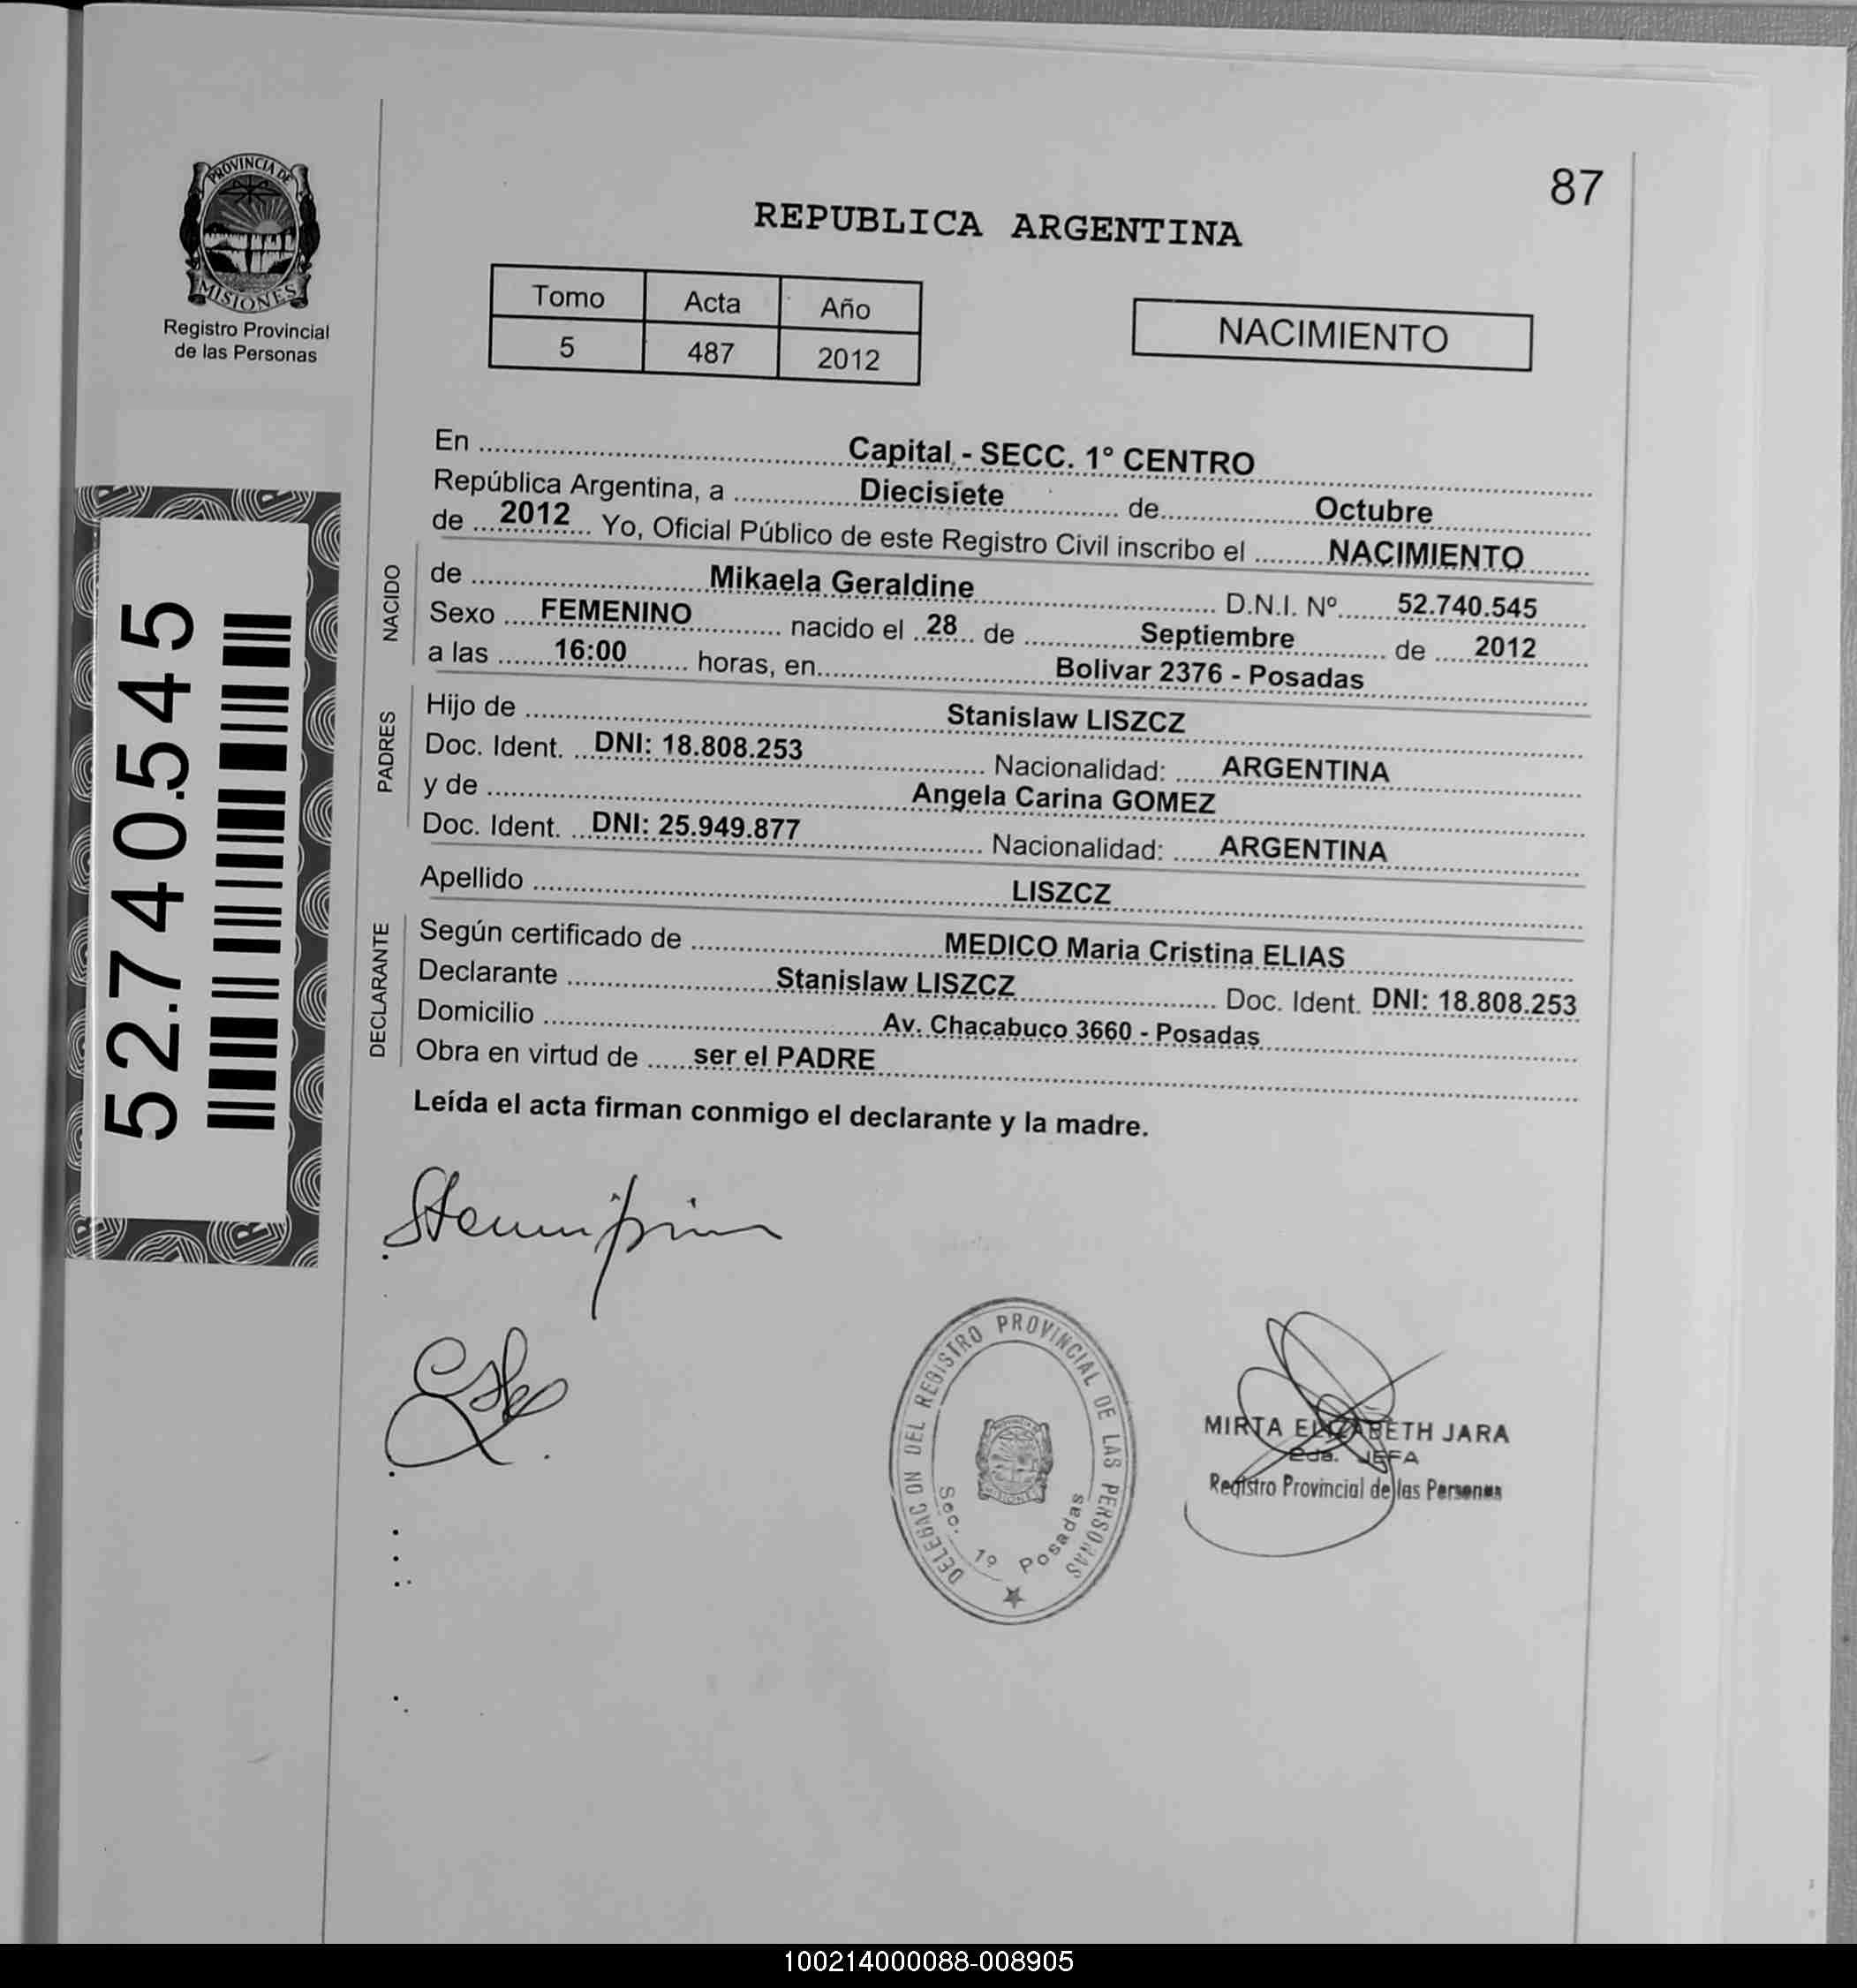 87
PROVINCIA DE
MISIONES
Registro Provincial
de las Personas
REPUBLICA ARGENTINA
Tomo Acta Año
5 487 2012
NACIMIENTO
En Capital - SECC. 1° CENTRO
República Argentina, a Diecisiete de Octubre
de 2012 Yo, Oficial Público de este Registro Civil inscribo el NACIMIENTO
NACIDO
de Mikaela Geraldine D.N.I. Nº 52.740.545
Sexo FEMENINO nacido el 28 de Septiembre de 2012
a las 16:00 horas, en Bolivar 2376 - Posadas
PADRES
Hijo de Stanislaw LISZCZ
Doc. Ident. DNI: 18.808.253 Nacionalidad: ARGENTINA
y de Angela Carina GOMEZ
Doc. Ident. DNI: 25.949.877 Nacionalidad: ARGENTINA
Apellido LISZCZ
DECLARANTE
Según certificado de MEDICO Maria Cristina ELIAS
Declarante Stanislaw LISZCZ Doc. Ident. DNI: 18.808.253
Domicilio Av. Chacabuco 3660 - Posadas
Obra en virtud de ser el PADRE
Leída el acta firman conmigo el declarante y la madre.
52.740.545
DELEGAC ON DEL REGISTRO PROVINCIAL DE LAS PERSONAS
Sec. 1º Posadas
MIRTA ELIZABETH JARA
2da. JEFA
Registro Provincial de las Personas
100214000088-008905